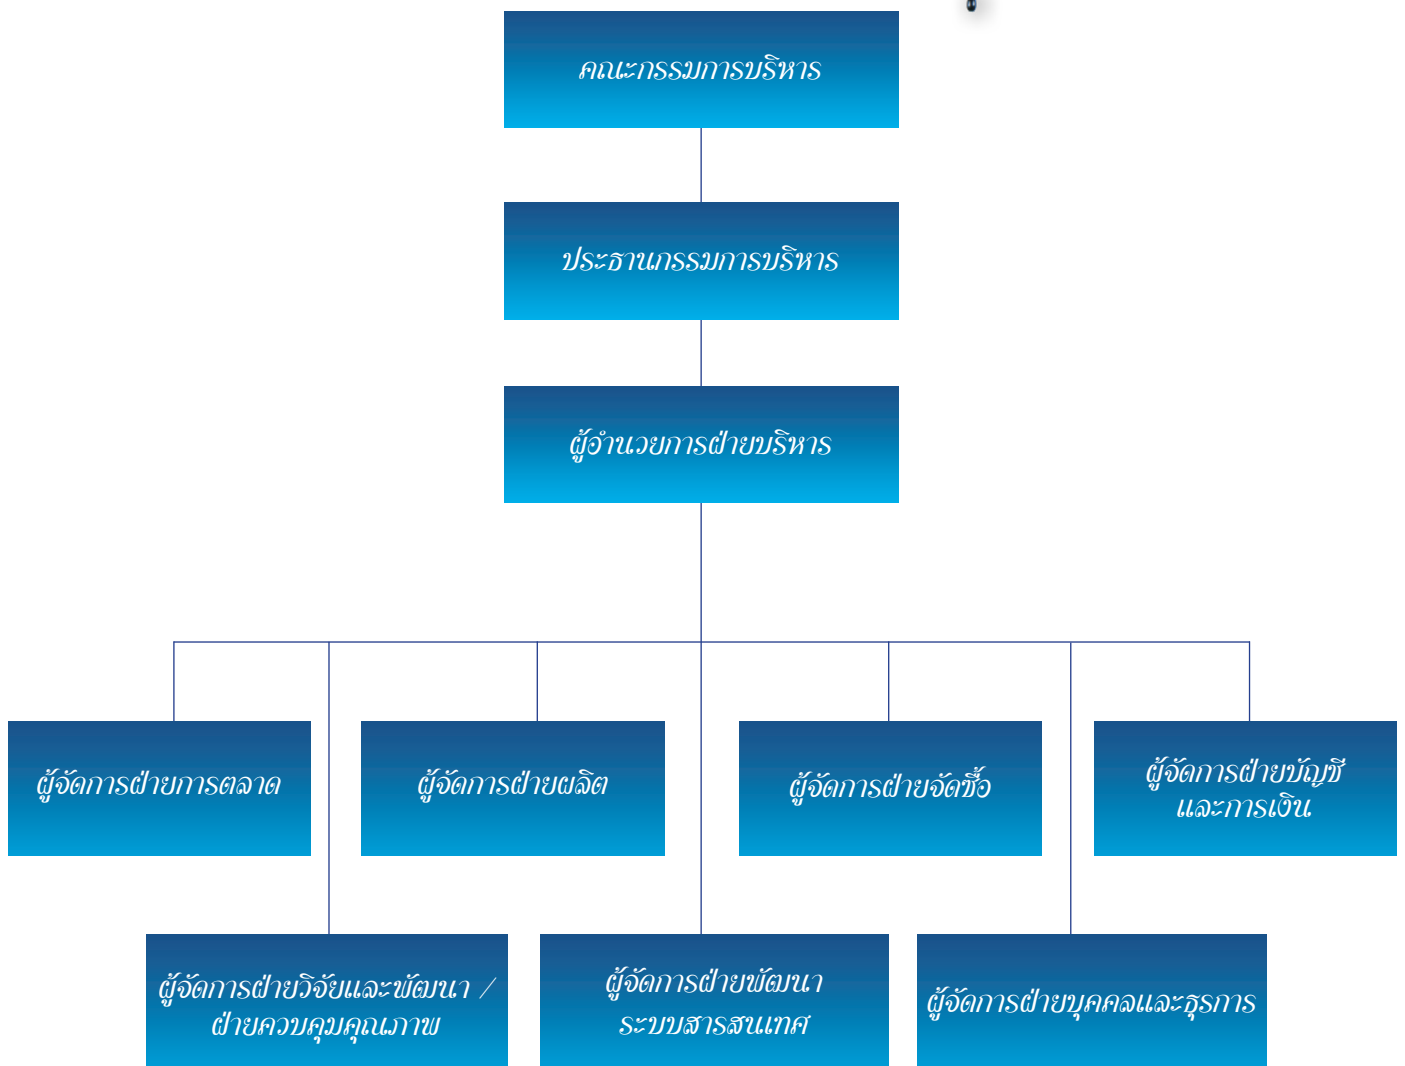 คณะกรรมการบริหาร
ประธานกรรมการบริหาร
ผู้อำนวยการฝ่ายบริหาร
ผู้จัดการฝ่ายการตลาด
ผู้จัดการฝ่ายผลิต
ผู้จัดการฝ่ายจัดซื้อ
ผู้จัดการฝ่ายบัญชี
และการเงิน
ผู้จัดการฝ่ายวิจัยและพัฒนา /
ฝ่ายควบคุมคุณภาพ
ผู้จัดการฝ่ายพัฒนา
ระบบสารสนเทศ
ผู้จัดการฝ่ายบุคคลและธุรการ